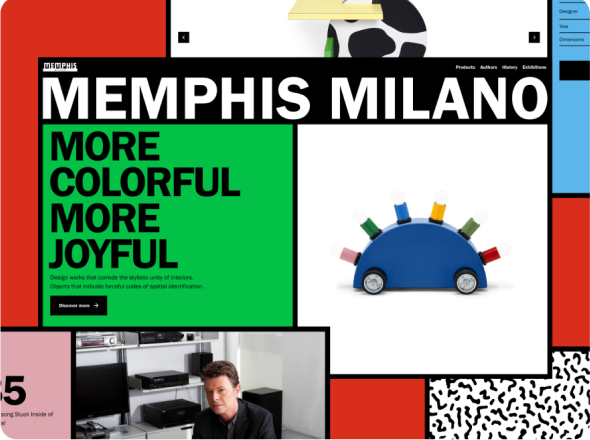 Designer
Year
Dimensions
MEMPHIS
Products Authors History Exhibitions
MEMPHIS MILANO
MORE
COLORFUL
MORE
JOYFUL
Design works that corrode the stylistic unity of interiors.
Objects that indicate forceful codes of spatial identification.
Discover more →
35
song Stuck Inside of